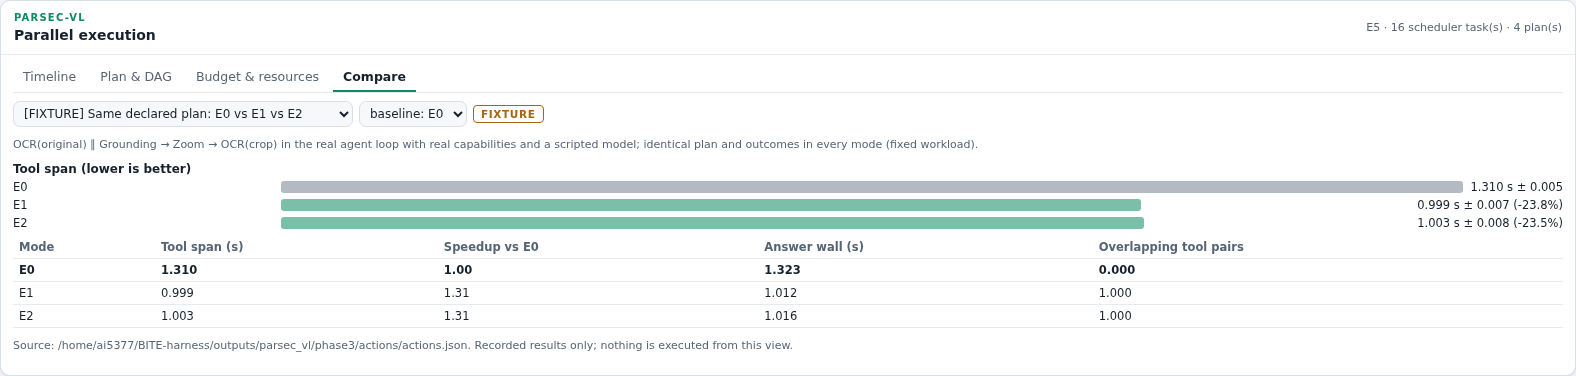 PARSEC-VL
Parallel execution
E5 · 16 scheduler task(s) · 4 plan(s)
Timeline Plan & DAG Budget & resources Compare
[FIXTURE] Same declared plan: E0 vs E1 vs E2 baseline: E0 FIXTURE
OCR(original) ∥ Grounding → Zoom → OCR(crop) in the real agent loop with real capabilities and a scripted model; identical plan and outcomes in every mode (fixed workload).
Tool span (lower is better)
E0 1.310 s ± 0.005
E1 0.999 s ± 0.007 (-23.8%)
E2 1.003 s ± 0.008 (-23.5%)
Mode Tool span (s) Speedup vs E0 Answer wall (s) Overlapping tool pairs
E0 1.310 1.00 1.323 0.000
E1 0.999 1.31 1.012 1.000
E2 1.003 1.31 1.016 1.000
Source: /home/ai5377/BITE-harness/outputs/parsec_vl/phase3/actions/actions.json. Recorded results only; nothing is executed from this view.